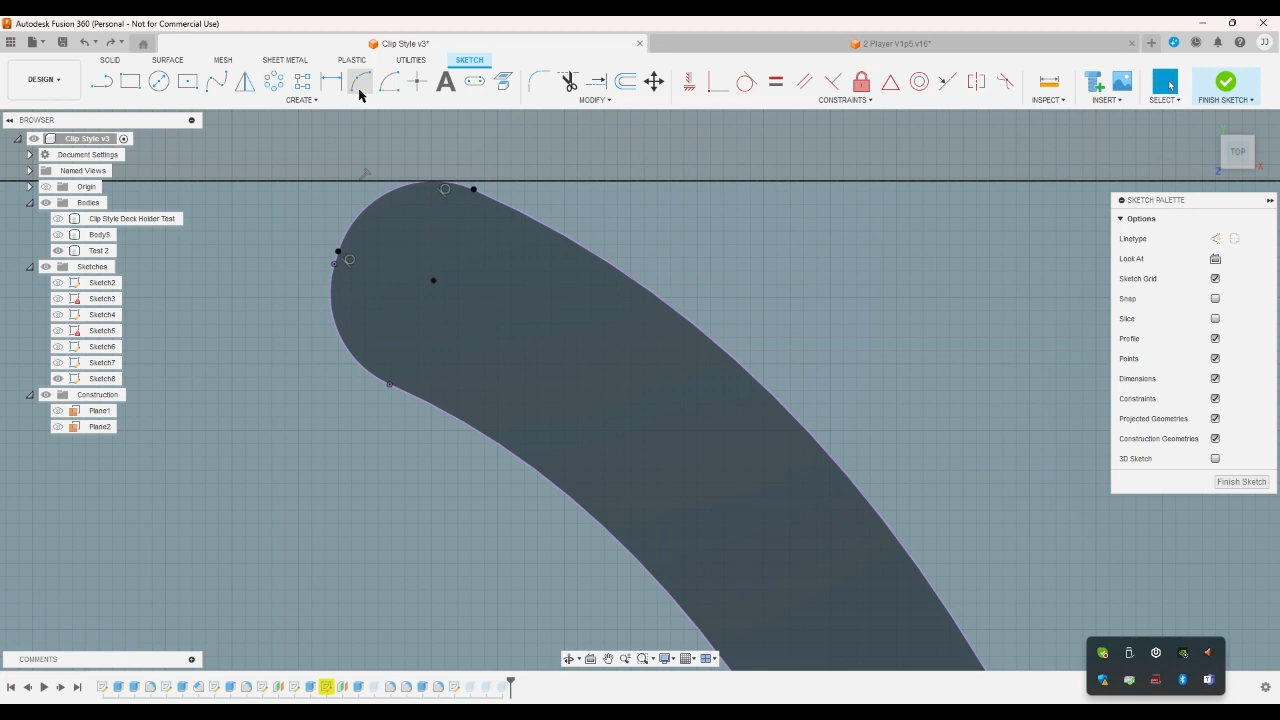 Autodesk Fusion 360 (Personal - Not for Commercial Use)
Clip Style v3*
2 Player V1p5 v16*
JJ
DESIGN
SOLID
SURFACE
MESH
SHEET METAL
PLASTIC
UTILITIES
SKETCH
CREATE
MODIFY
CONSTRAINTS
INSPECT
INSERT
SELECT
FINISH SKETCH
BROWSER
Clip Style v3
Document Settings
Named Views
Origin
Bodies
Clip Style Deck Holder Test
Body5
Test 2
Sketches
Sketch2
Sketch3
Sketch4
Sketch5
Sketch6
Sketch7
Sketch8
Construction
Plane1
Plane2
TOP
Z
X
SKETCH PALETTE
Options
Linetype
Look At
Sketch Grid
Snap
Slice
Profile
Points
Dimensions
Constraints
Projected Geometries
Construction Geometries
3D Sketch
Finish Sketch
COMMENTS